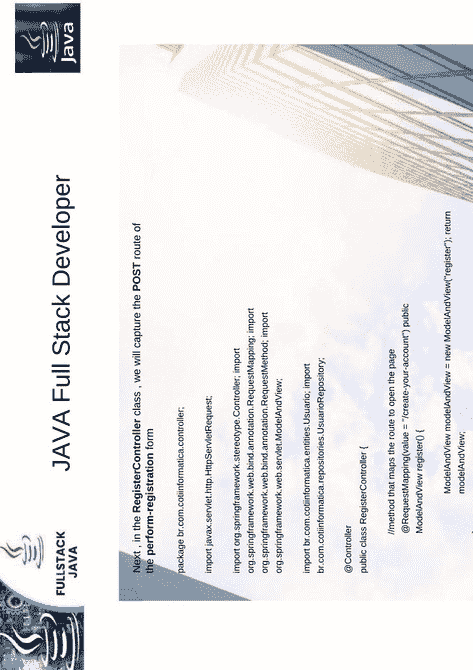 FULLSTACK
JAVA
JAVA Full Stack Developer
Java
Next , in the RegisterController class , we will capture the POST route of
the perform-registration form
package br.com.cotiinformatica.controller;
import javax.servlet.http.HttpServletRequest;
import org.springframework.stereotype.Controller; import
org.springframework.web.bind.annotation.RequestMapping; import
org.springframework.web.bind.annotation.RequestMethod; import
org.springframework.web.servlet.ModelAndView;
import br.com.cotiinformatica.entities.Usuario; import
br.com.cotiinformatica.repositories.UsuarioRepository;
@Controller
public class RegisterController {
//method that maps the route to open the page
@RequestMapping(value = "/create-your-account") public
ModelAndView register() {
ModelAndView modelAndView = new ModelAndView("register"); return
modelAndView;